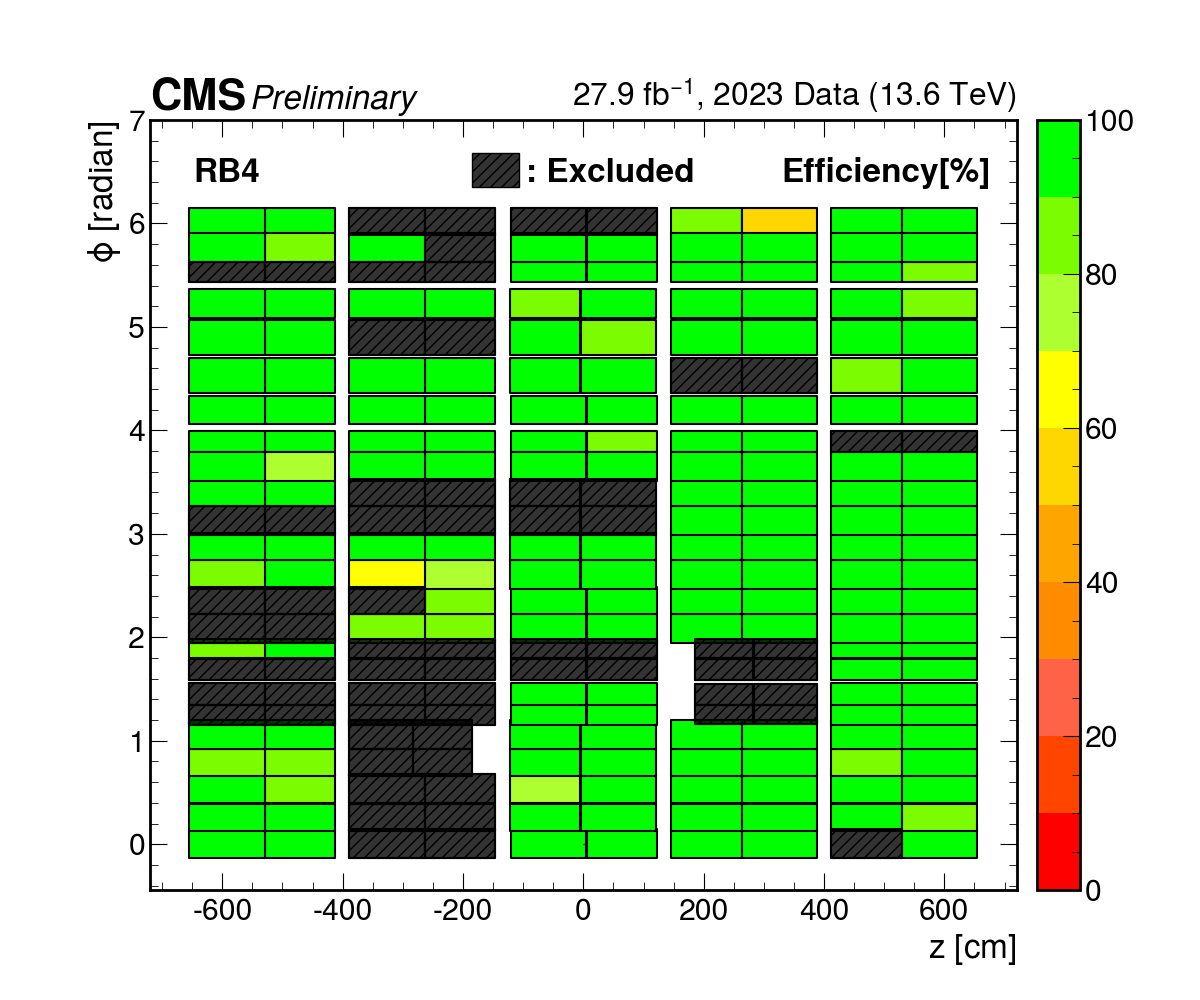 CMS Preliminary 27.9 fb⁻¹, 2023 Data (13.6 TeV)
RB4 : Excluded Efficiency[%]
ϕ [radian]
7
6
5
4
3
2
1
0
-600 -400 -200 0 200 400 600
z [cm]
100
80
60
40
20
0